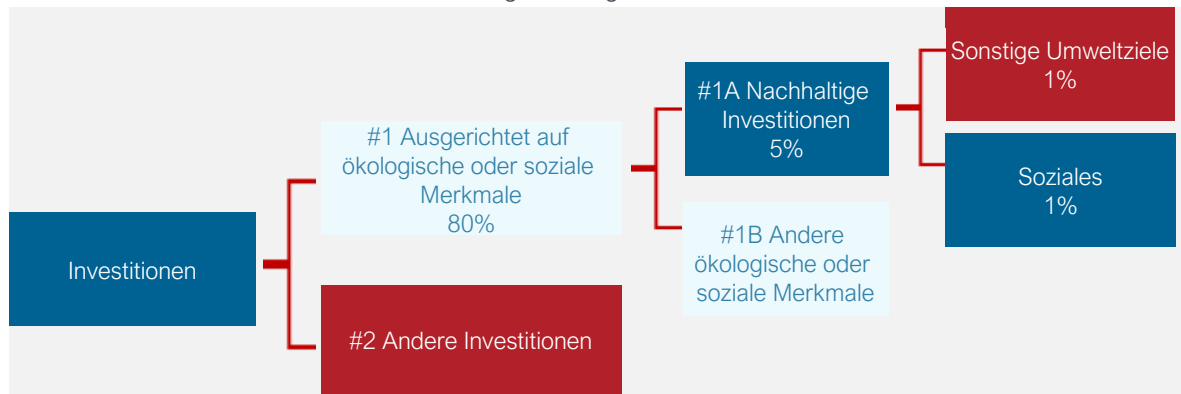 Investitionen
#1 Ausgerichtet auf
ökologische oder soziale
Merkmale
80%
#2 Andere Investitionen
#1A Nachhaltige
Investitionen
5%
#1B Andere
ökologische oder
soziale Merkmale
Sonstige Umweltziele
1%
Soziales
1%